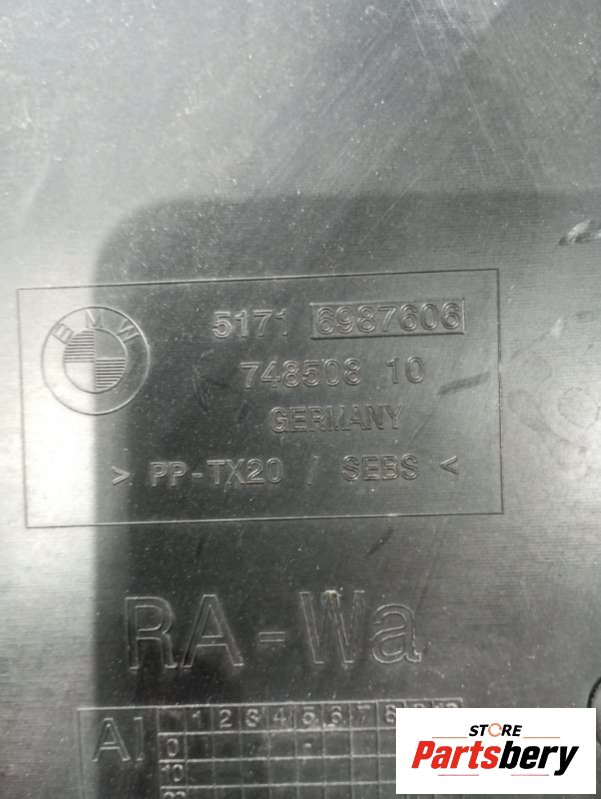 BMW
5171 6987606
748508 10
GERMANY
> PP-TX20 / SEBS <
RA-Wa
AI
1 2 3 4 5 6 7 8
0
10
STORE
Partsbery